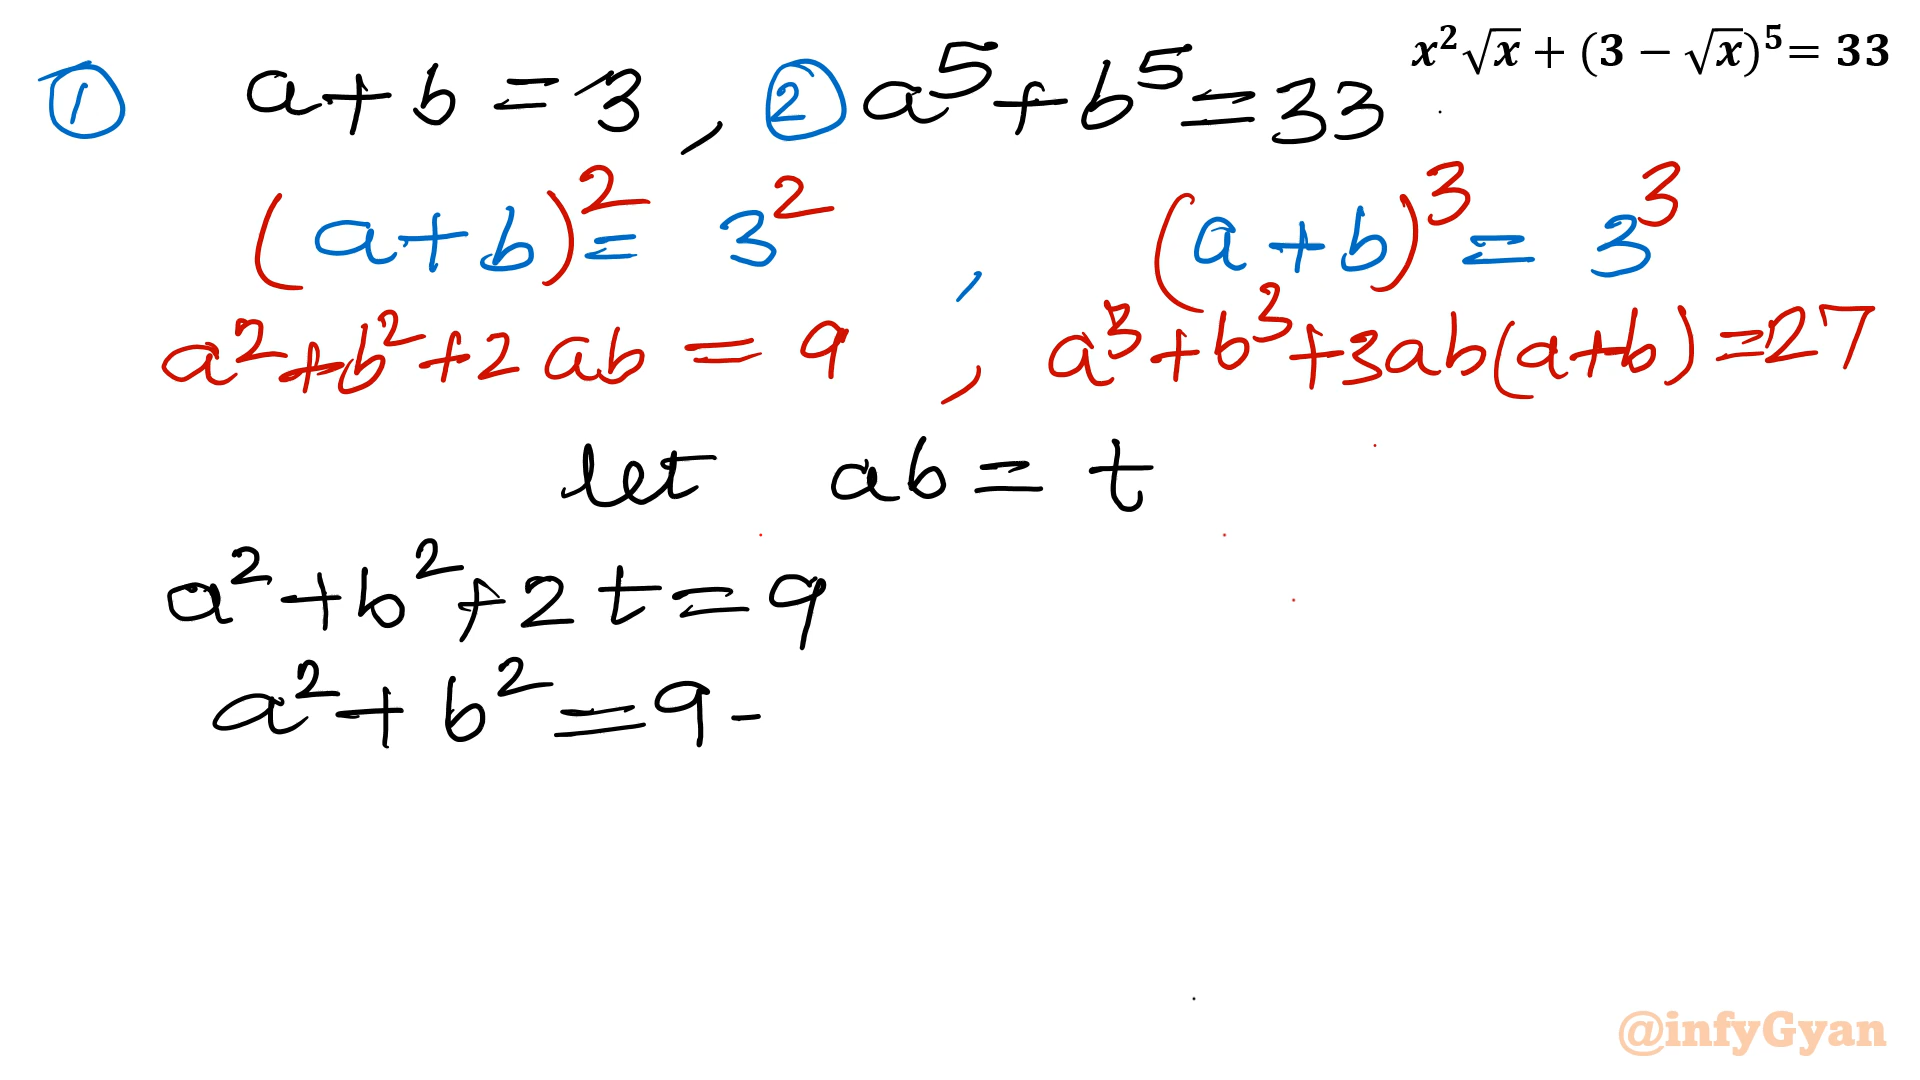 x²√x + (3 − √x)⁵ = 33
① a + b = 3 , ② a⁵ + b⁵ = 33
(a + b)² = 3² , (a + b)³ = 3³
a² + b² + 2ab = 9 , a³ + b³ + 3ab(a + b) = 27
let ab = t
a² + b² + 2t = 9
a² + b² = 9 -
@infyGyan